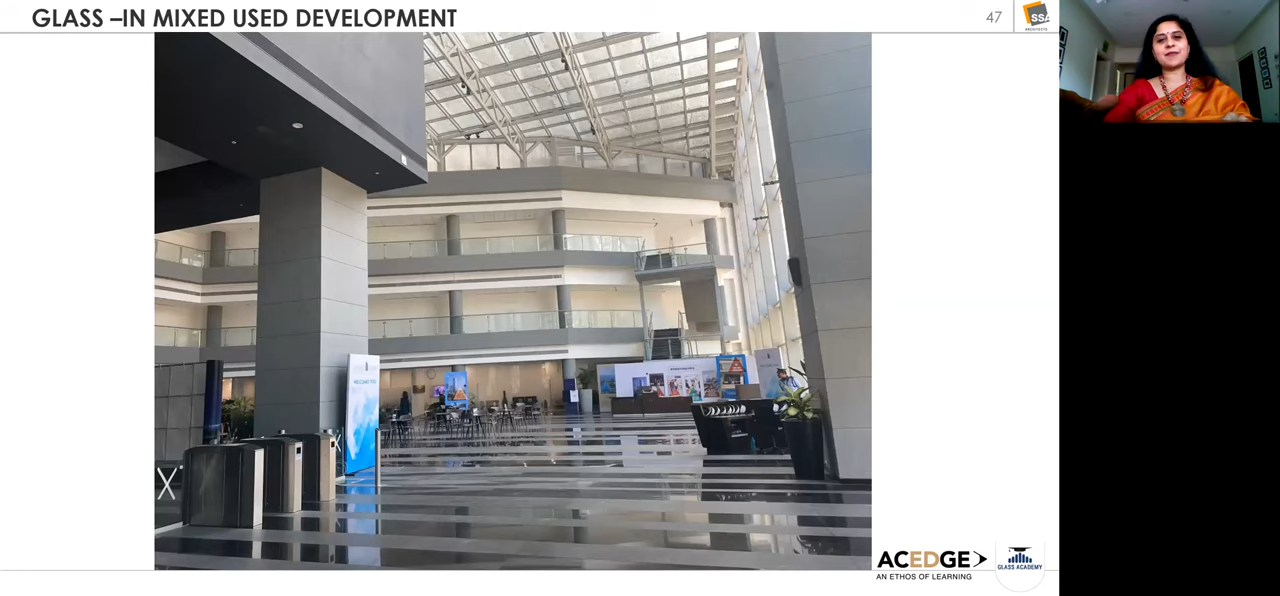 GLASS –IN MIXED USED DEVELOPMENT
47
SSA
ARCHITECTS
ACEDGE
AN ETHOS OF LEARNING
GLASS ACADEMY